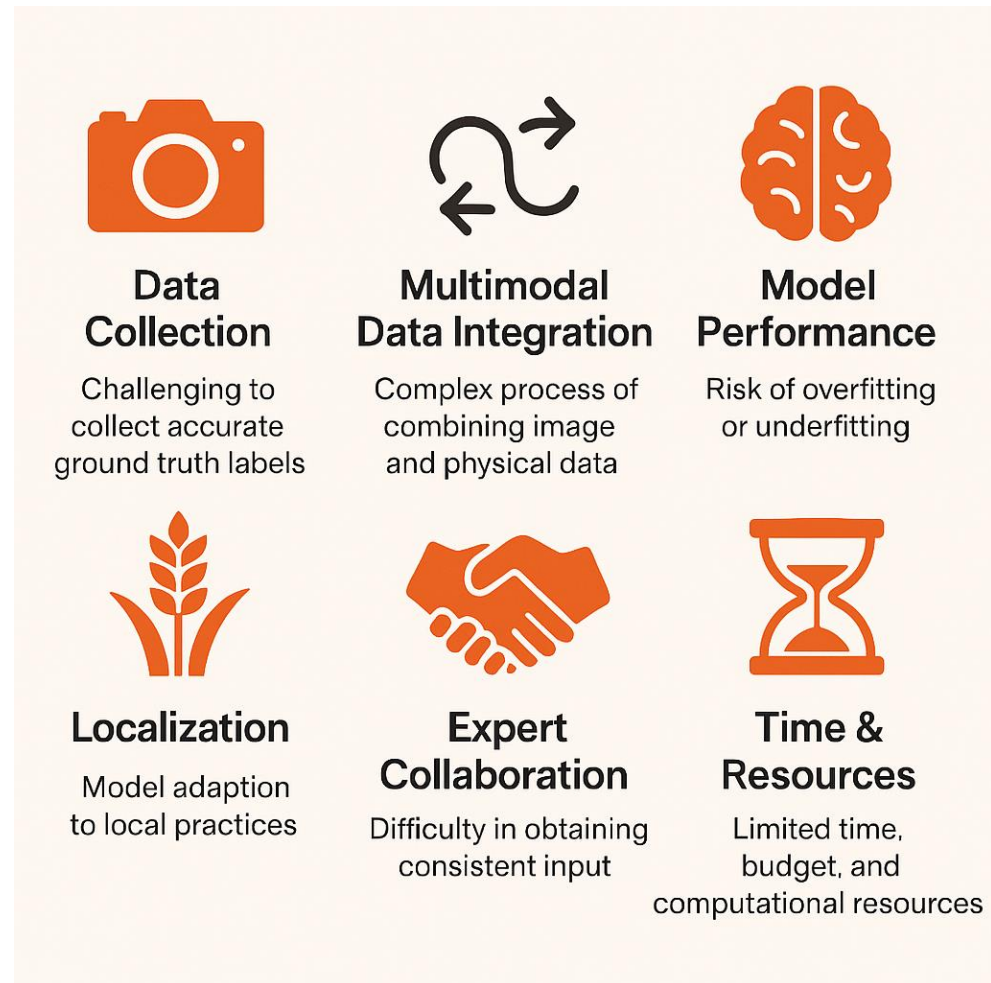 Data
Collection
Challenging to
collect accurate
ground truth labels
Multimodal
Data Integration
Complex process of
combining image
and physical data
Model
Performance
Risk of overfitting
or underfitting
Localization
Model adaption
to local practices
Expert
Collaboration
Difficulty in obtaining
consistent input
Time &
Resources
Limited time,
budget, and
computational resources